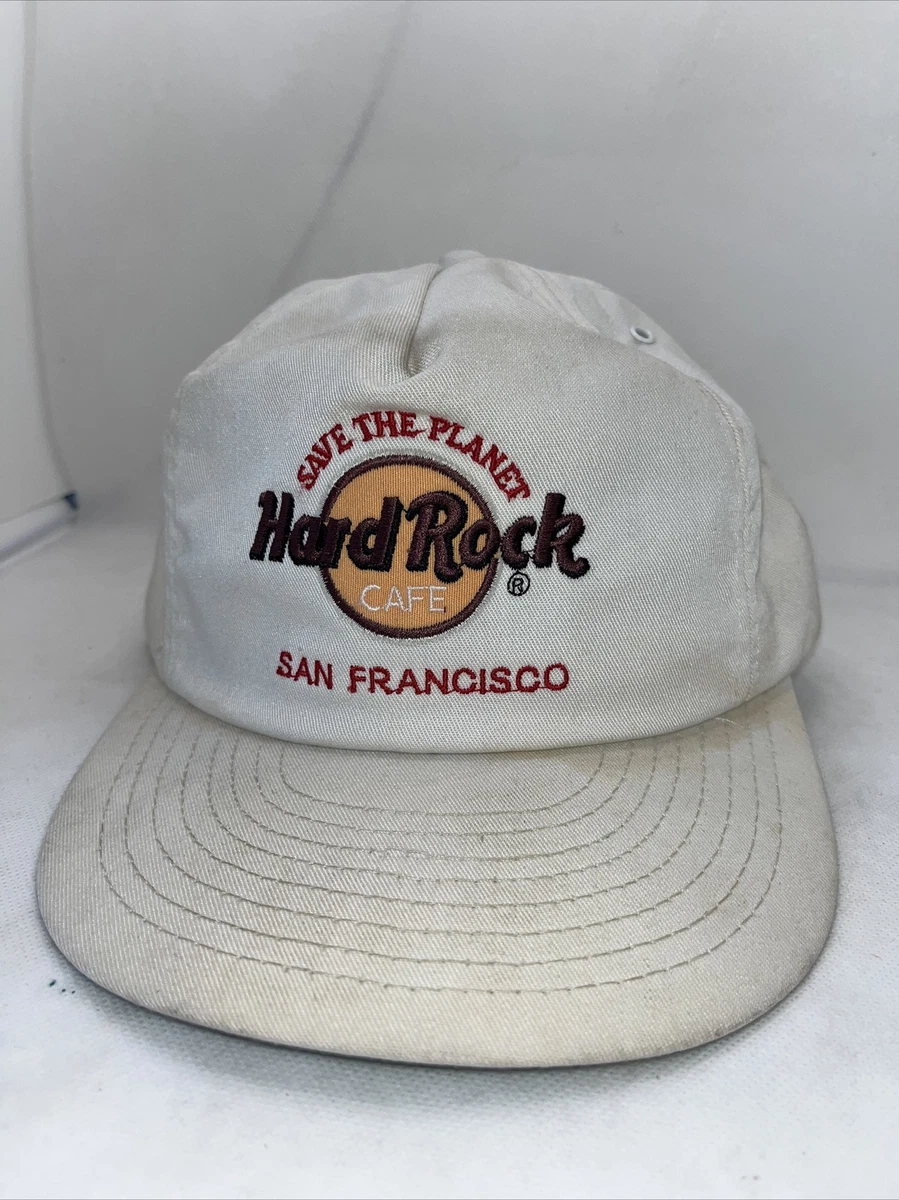 SAVE THE PLANET
Hard Rock
®
CAFE
SAN FRANCISCO